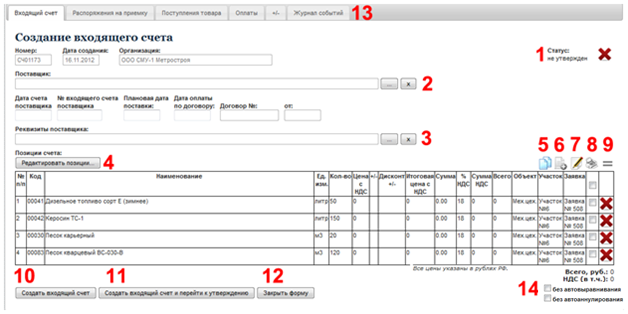 Входящий счет Распоряжения на приемку Поступления товара Оплаты +/- Журнал событий 13
Создание входящего счета
Номер: Дата создания: Организация:
СЧ01173 16.11.2012 ООО СМУ-1 Метростроя
1 Статус:
не утвержден
Поставщик:
... x 2
Дата счета поставщика № входящего счета поставщика Плановая дата поставки: Дата оплаты по договору: Договор №: от:
Реквизиты поставщика:
... x 3
Позиции счета:
Редактировать позиции... 4 5 6 7 8 9
№ п/п Код Наименование Ед. изм. Кол-во Цена с НДС +/- Дисконт +/- Итоговая цена с НДС Сумма % НДС Сумма НДС Всего Объект Участок Заявка
1 00041 Дизельное топливо сорт Е (зимнее) литр 50 0 0 0.00 18 0 0 Мех.цех. Участок №6 Заявка № 508
2 00042 Керосин ТС-1 литр 150 0 0 0.00 18 0 0 Мех.цех. Участок №6 Заявка № 508
3 00030 Песок карьерный м3 20 0 0 0.00 18 0 0 Мех.цех. Участок №6 Заявка № 508
4 00083 Песок кварцевый ВС-030-В м3 120 0 0 0.00 18 0 0 Мех.цех. Участок №6 Заявка № 508
Все цены указаны в рублях РФ.
Всего, руб.: 0
НДС (в т.ч.): 0
10 11 12
Создать входящий счет Создать входящий счет и перейти к утверждению Закрыть форму
14 без автовыравнивания
без автоаннулирования